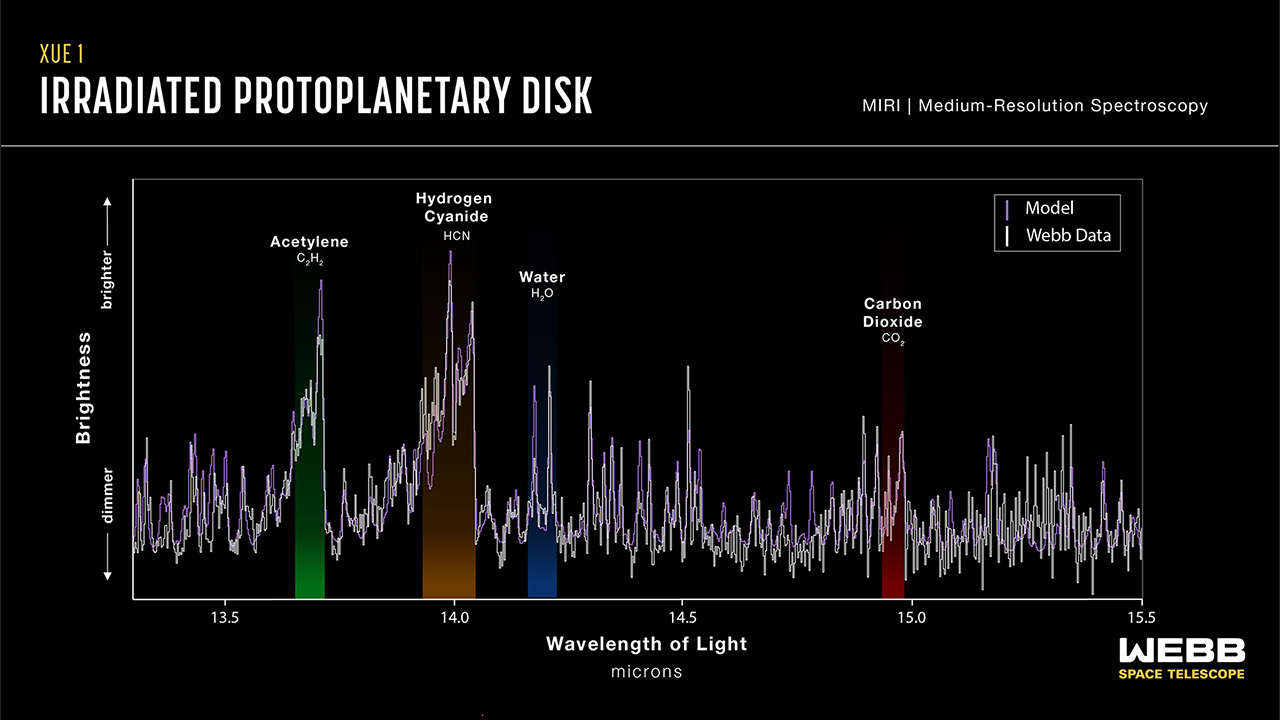 XUE 1
IRRADIATED PROTOPLANETARY DISK
MIRI | Medium-Resolution Spectroscopy
Hydrogen
Cyanide
HCN
Acetylene
C₂H₂
Water
H₂O
Carbon
Dioxide
CO₂
Model
Webb Data
brighter
Brightness
dimmer
13.5
14.0
14.5
15.0
15.5
Wavelength of Light
microns
WEBB
SPACE TELESCOPE